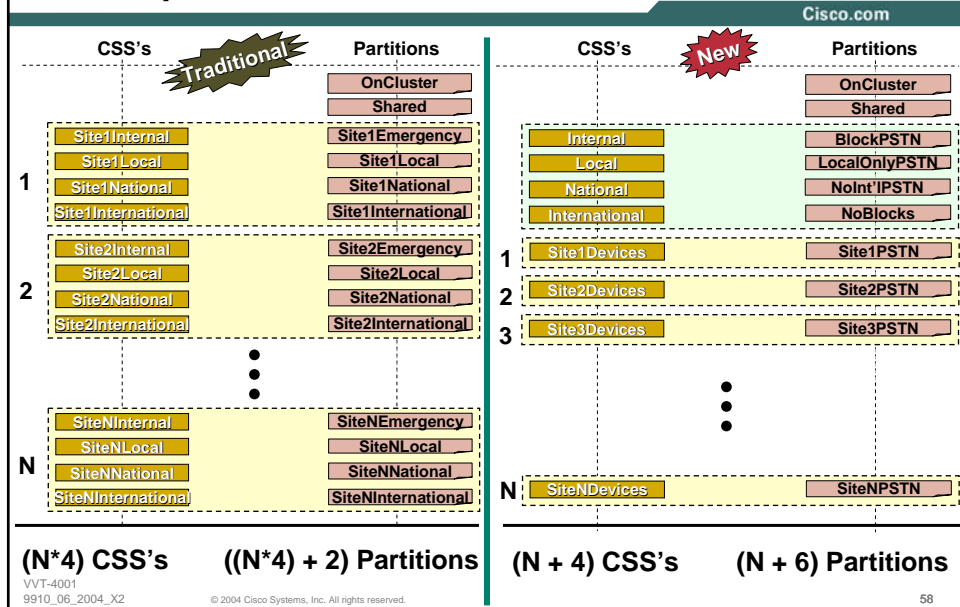 Cisco.com
CSS's
Traditional
Partitions
OnCluster
Shared
1
Site1Internal
Site1Emergency
Site1Local
Site1Local
Site1National
Site1National
Site1International
Site1International
2
Site2Internal
Site2Emergency
Site2Local
Site2Local
Site2National
Site2National
Site2International
Site2International
N
SiteNInternal
SiteNEmergency
SiteNLocal
SiteNLocal
SiteNNational
SiteNNational
SiteNInternational
SiteNInternational
(N*4) CSS's
((N*4) + 2) Partitions
CSS's
New
Partitions
OnCluster
Shared
Internal
BlockPSTN
Local
LocalOnlyPSTN
National
NoInt'lPSTN
International
NoBlocks
1
Site1Devices
Site1PSTN
2
Site2Devices
Site2PSTN
3
Site3Devices
Site3PSTN
N
SiteNDevices
SiteNPSTN
(N + 4) CSS's
(N + 6) Partitions
VVT-4001
9910_06_2004_X2
© 2004 Cisco Systems, Inc. All rights reserved.
58